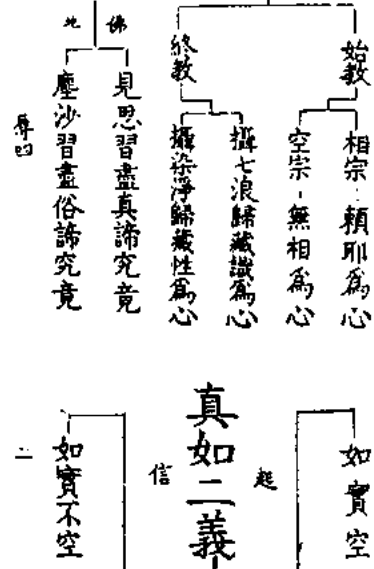 始教
相宗-賴耶為心
空宗-無相為心
終教
攝七浪歸藏識為心
攝染淨歸藏性為心
佛地
見思習盡真諦究竟
塵沙習盡俗諦究竟
如實空
起信
真如二義
如實不空
二